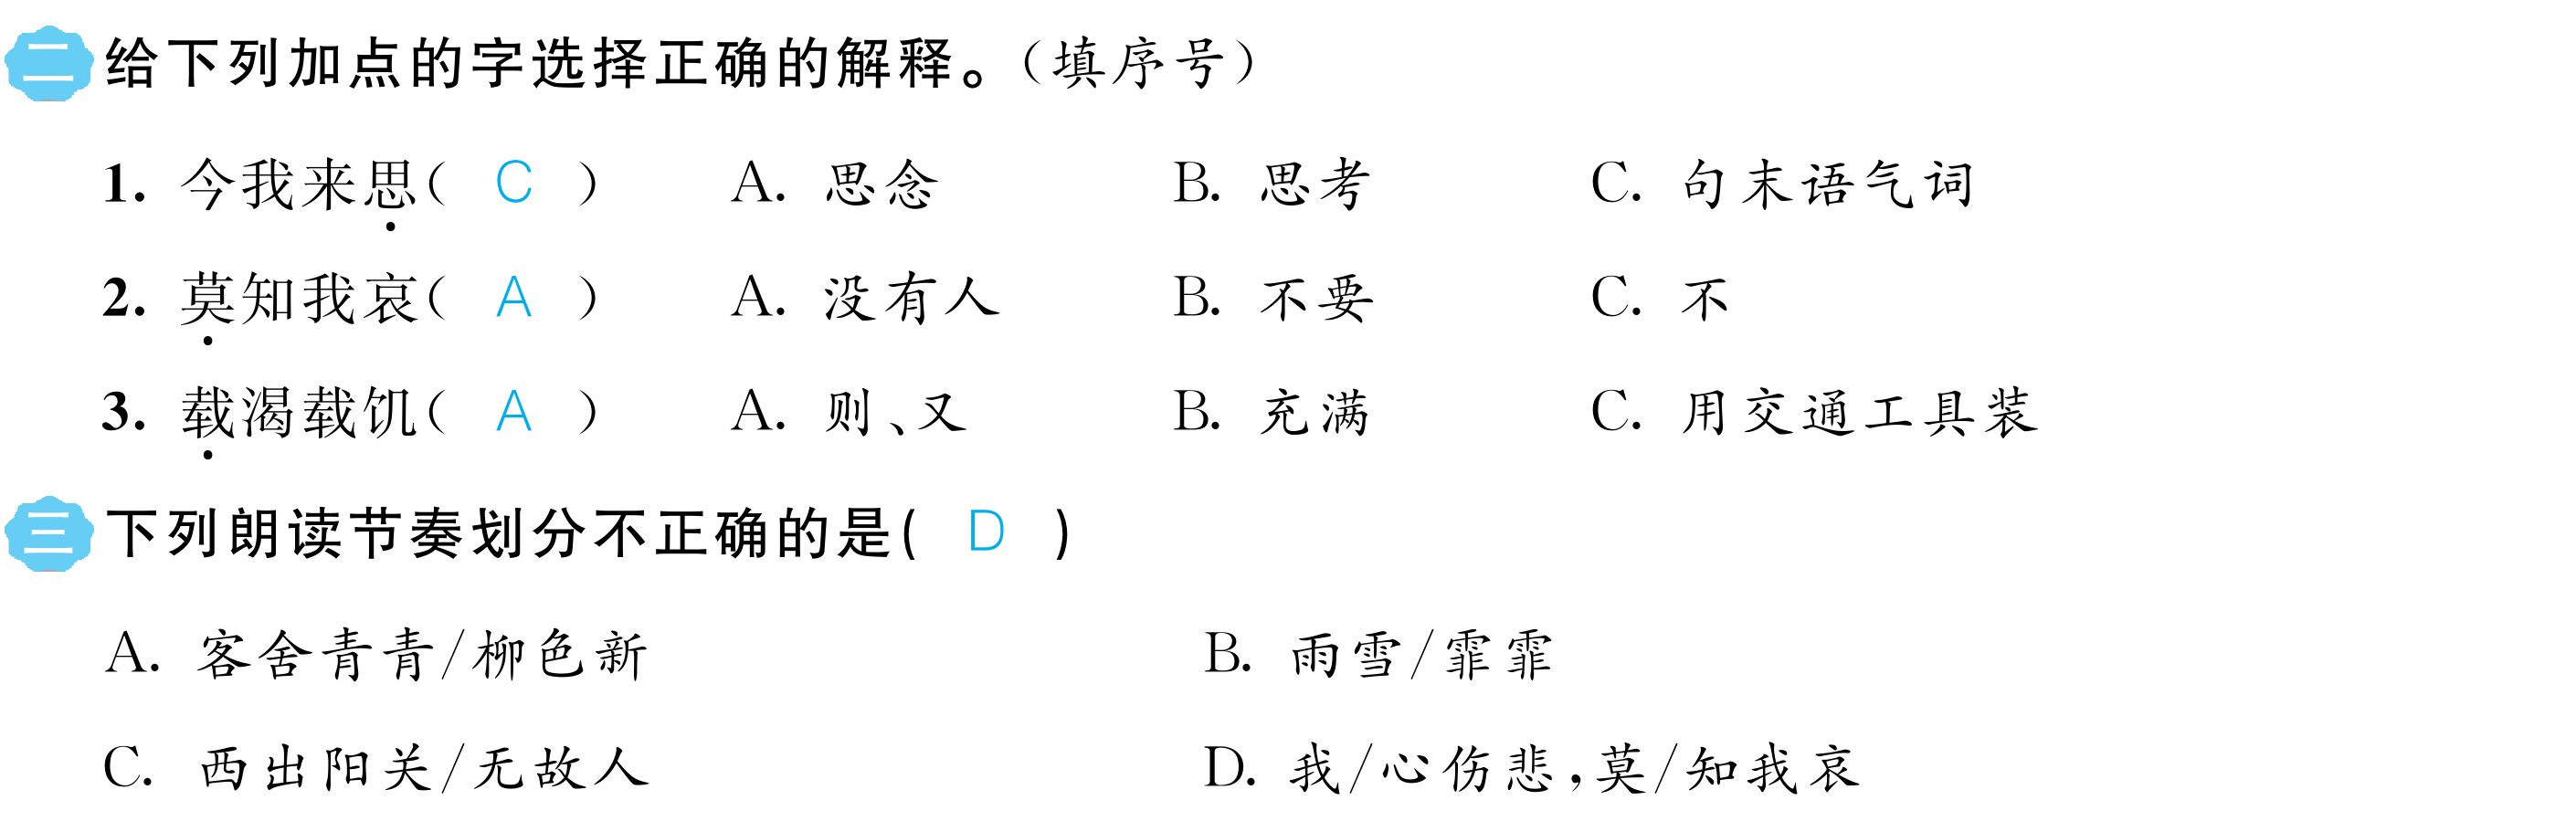 二 给下列加点的字选择正确的解释。（填序号）
1. 今我来思( C ) A. 思念 B. 思考 C. 句末语气词
2. 莫知我哀( A ) A. 没有人 B. 不要 C. 不
3. 载渴载饥( A ) A. 则、又 B. 充满 C. 用交通工具装
三 下列朗读节奏划分不正确的是( D )
A. 客舍青青/柳色新 B. 雨雪/霏霏
C. 西出阳关/无故人 D. 我/心伤悲,莫/知我哀